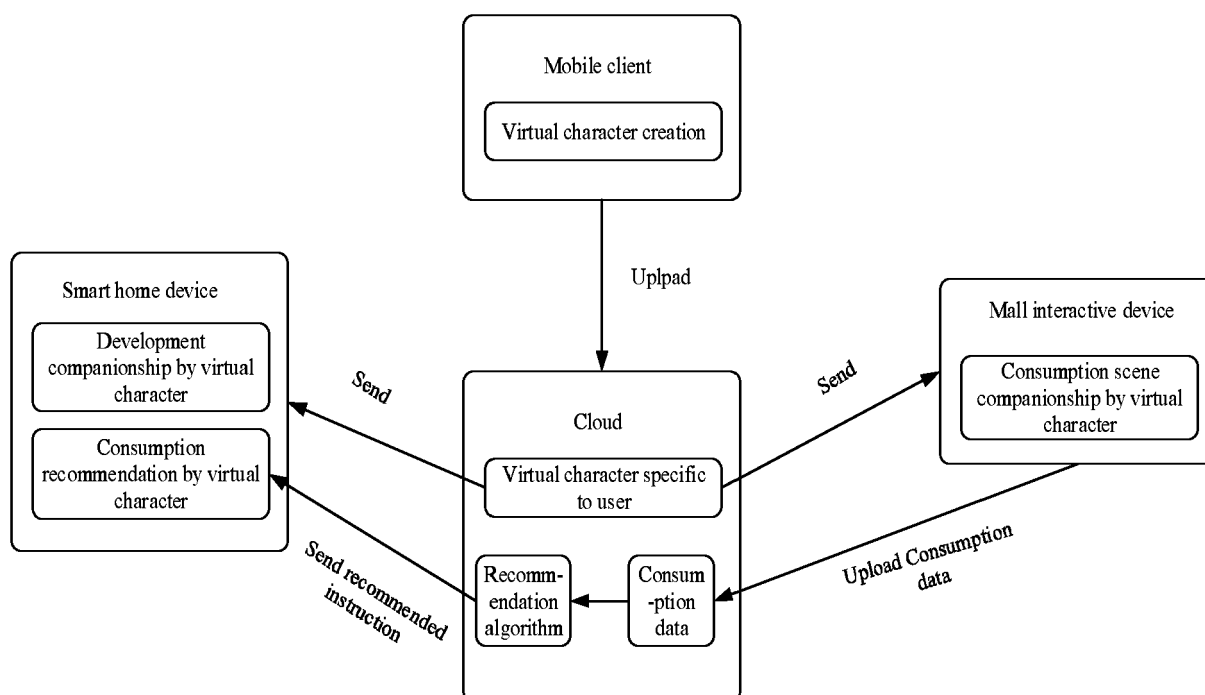 Mobile client
Virtual character creation
Uplpad
Smart home device
Development
companionship by virtual
character
Consumption
recommendation by virtual
character
Send
Send recommended
instruction
Cloud
Virtual character specific
to user
Recomm-
endation
algorithm
Consum
-ption
data
Send
Mall interactive device
Consumption scene
companionship by virtual
character
Upload Consumption
data